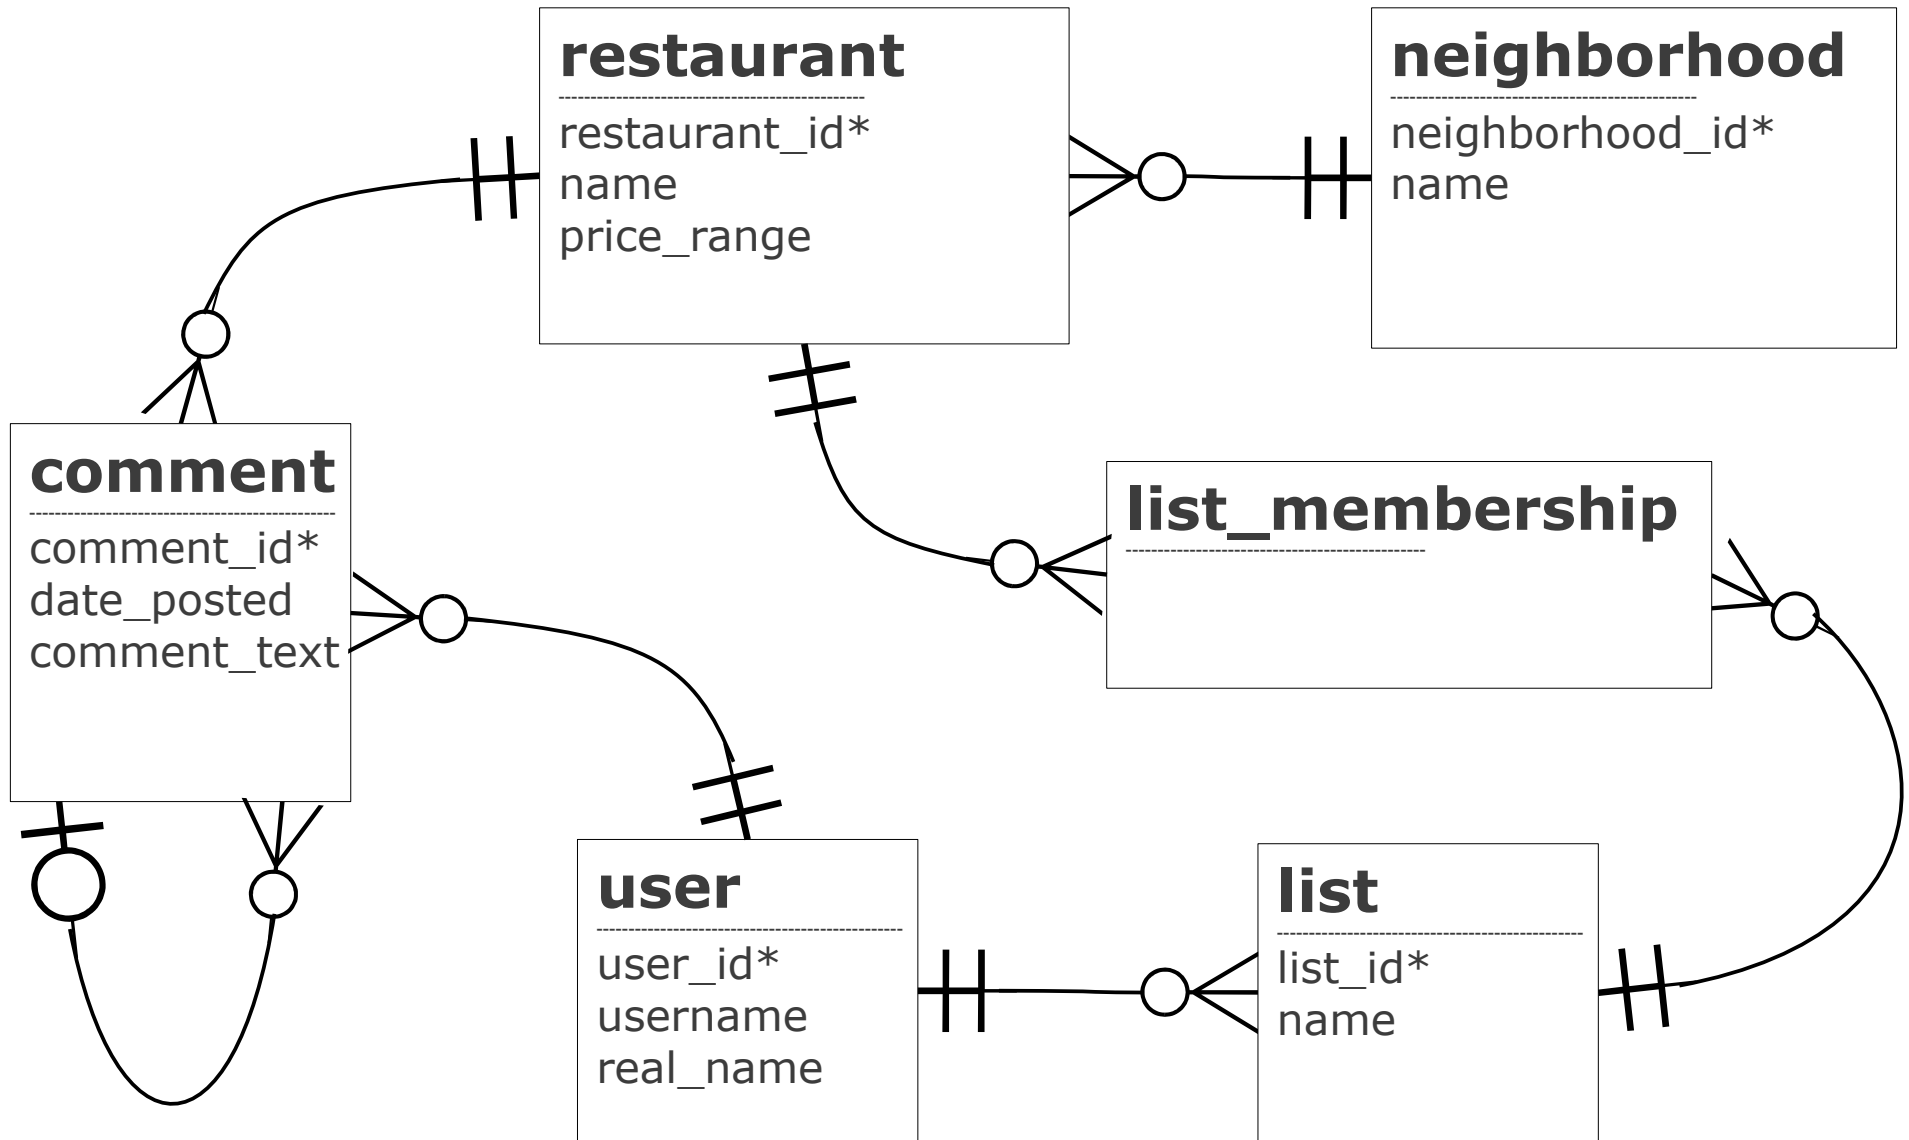 restaurant
restaurant_id*
name
price_range
neighborhood
neighborhood_id*
name
comment
comment_id*
date_posted
comment_text
list_membership
user
user_id*
username
real_name
list
list_id*
name